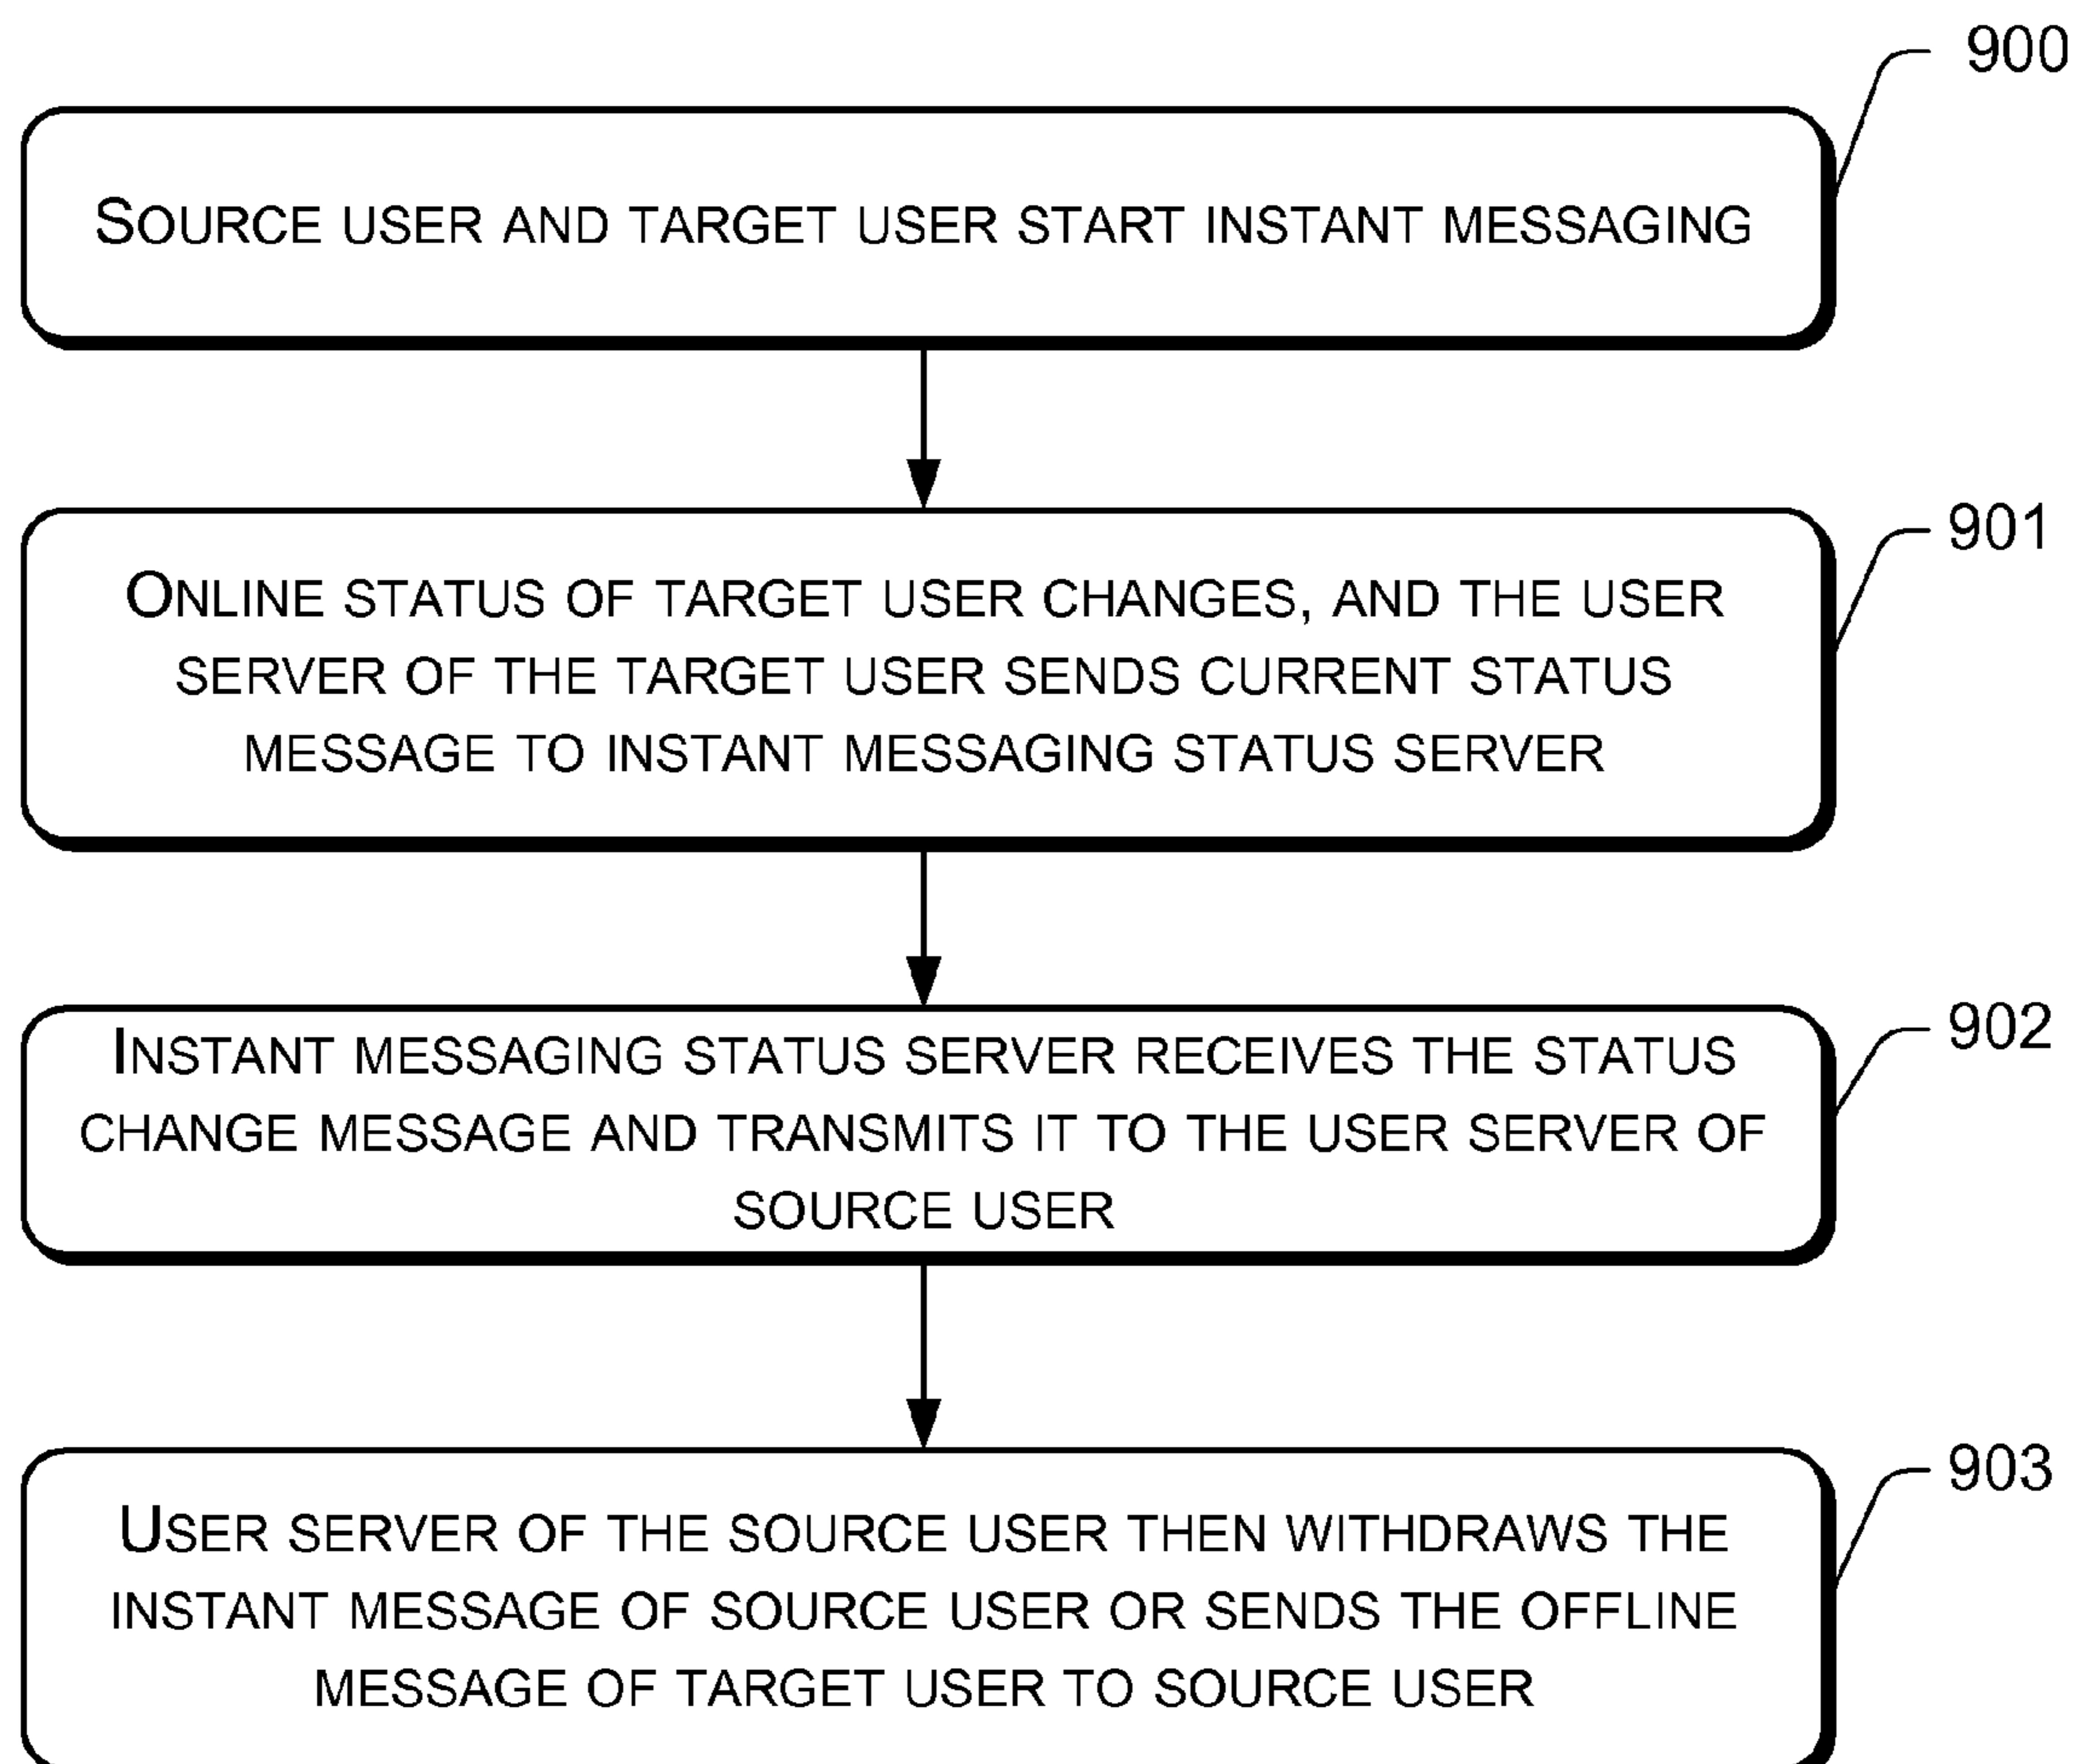 900
SOURCE USER AND TARGET USER START INSTANT MESSAGING
901
ONLINE STATUS OF TARGET USER CHANGES, AND THE USER
SERVER OF THE TARGET USER SENDS CURRENT STATUS
MESSAGE TO INSTANT MESSAGING STATUS SERVER
902
INSTANT MESSAGING STATUS SERVER RECEIVES THE STATUS
CHANGE MESSAGE AND TRANSMITS IT TO THE USER SERVER OF
SOURCE USER
903
USER SERVER OF THE SOURCE USER THEN WITHDRAWS THE
INSTANT MESSAGE OF SOURCE USER OR SENDS THE OFFLINE
MESSAGE OF TARGET USER TO SOURCE USER